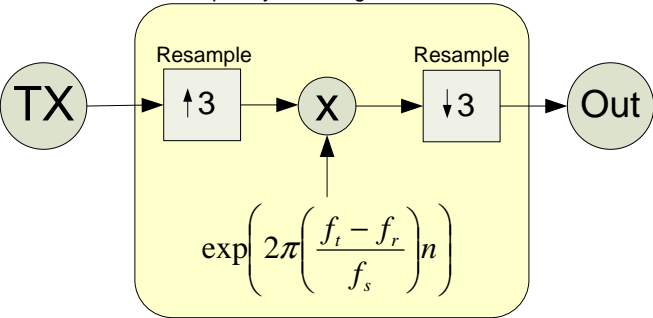 Resample Resample
TX ↑3 x ↓3 Out
exp(2π((f_t − f_r)/f_s)n)